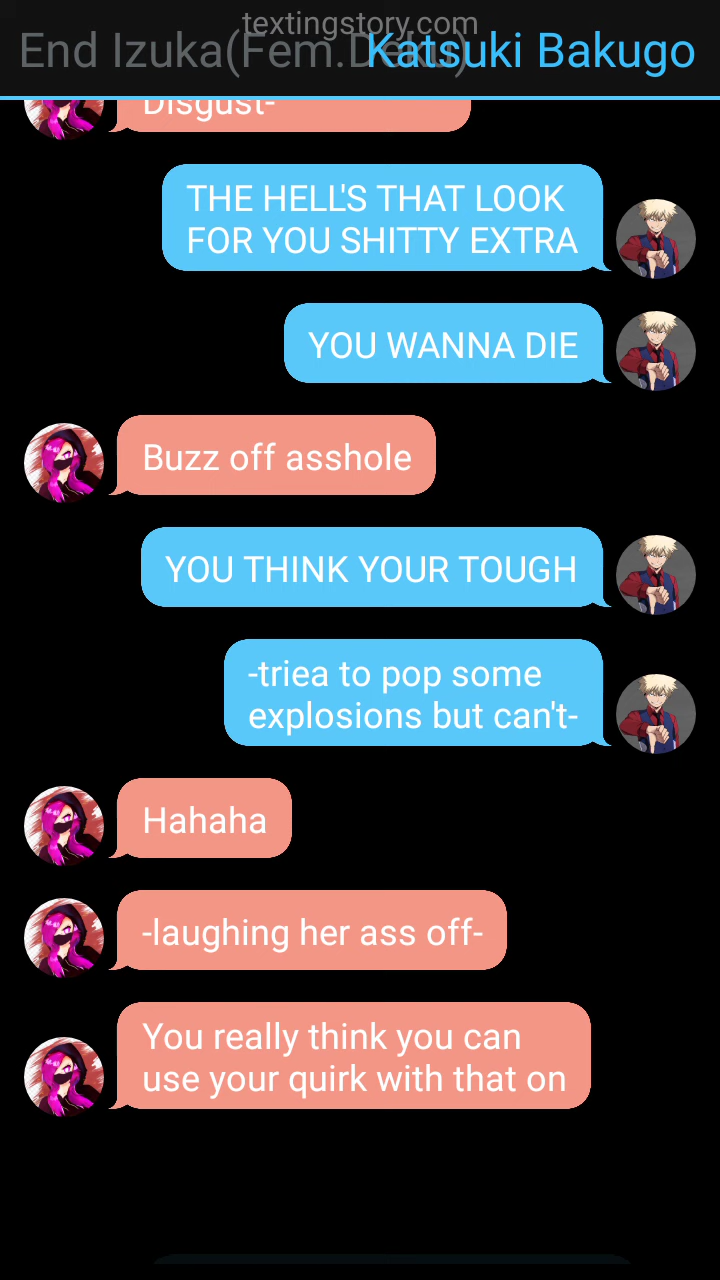 textingstory.com
End Izuka(Fem.Deku)
Katsuki Bakugo
Disgust-
THE HELL'S THAT LOOK
FOR YOU SHITTY EXTRA
YOU WANNA DIE
Buzz off asshole
YOU THINK YOUR TOUGH
-triea to pop some
explosions but can't-
Hahaha
-laughing her ass off-
You really think you can
use your quirk with that on